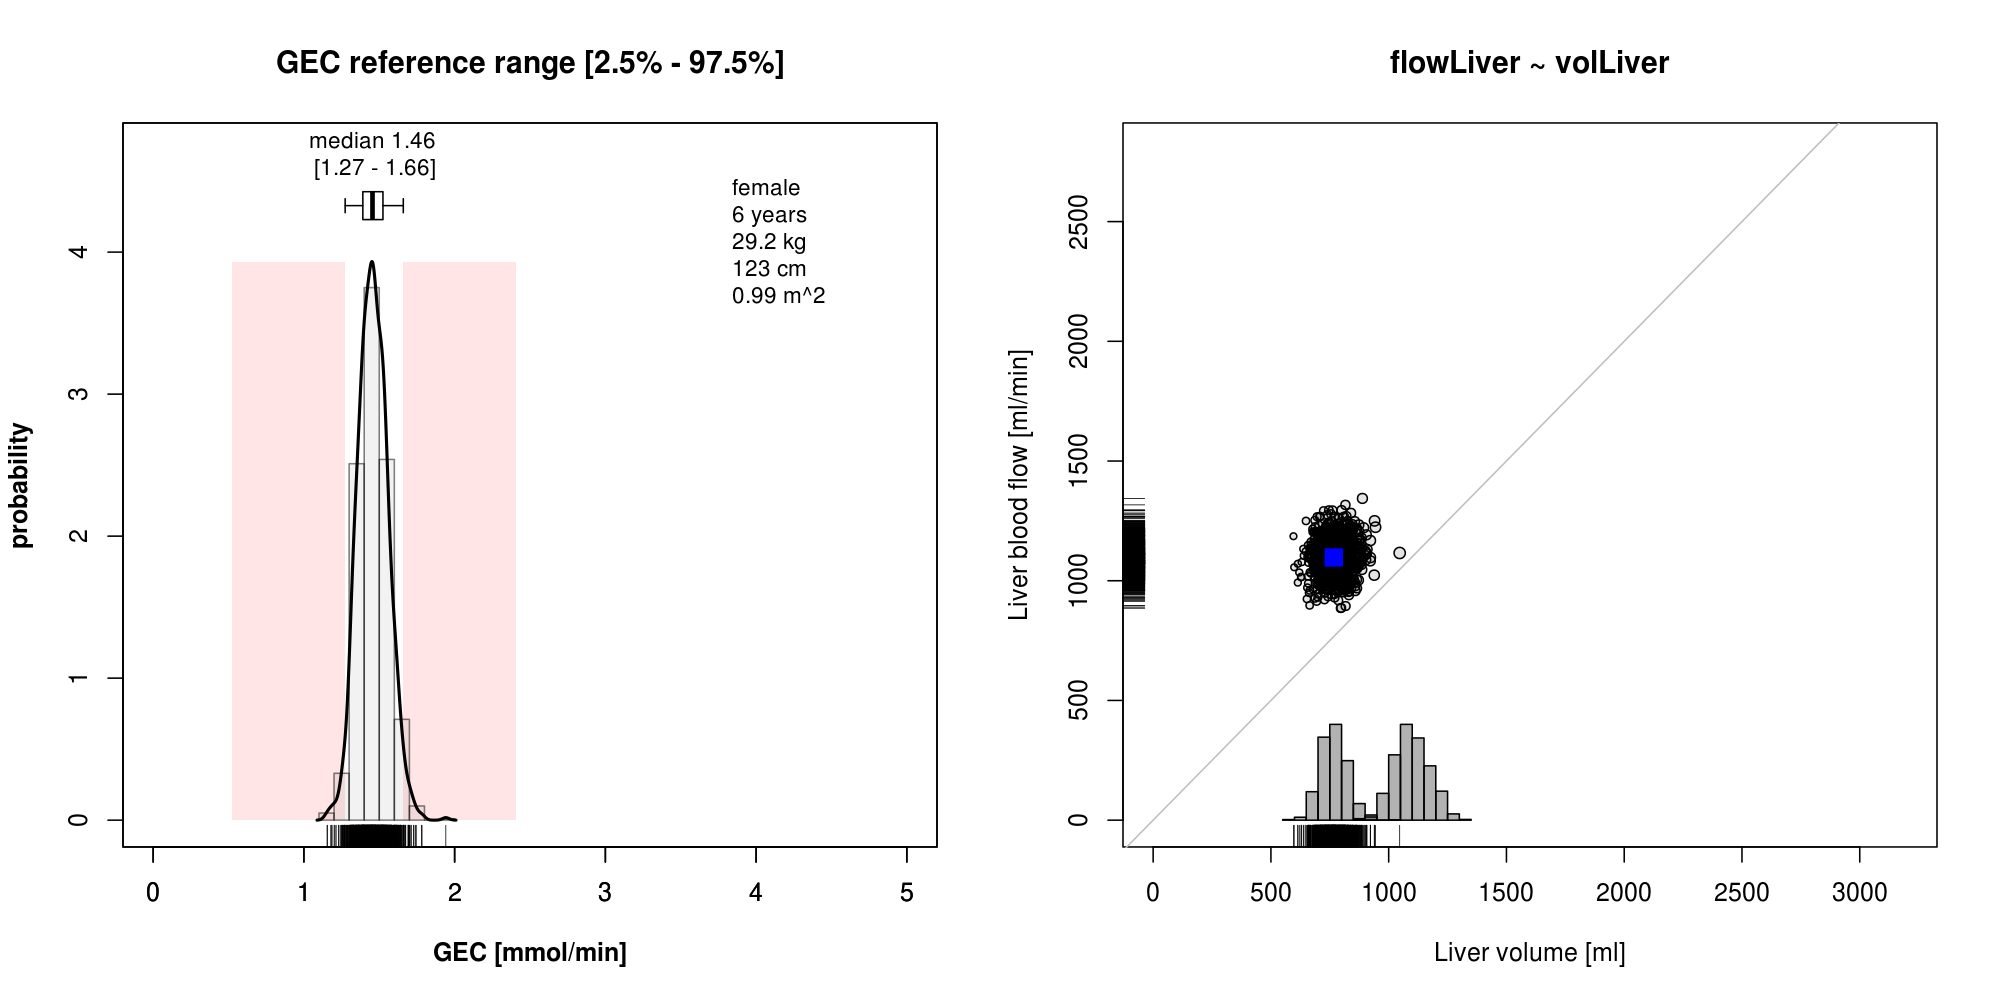 GEC reference range [2.5% - 97.5%]
median 1.46
[1.27 - 1.66]
female
6 years
29.2 kg
123 cm
0.99 m^2
probability
4
3
2
1
0
0 1 2 3 4 5
GEC [mmol/min]
flowLiver ~ volLiver
Liver blood flow [ml/min]
2500
2000
1500
1000
500
0
0 500 1000 1500 2000 2500 3000
Liver volume [ml]